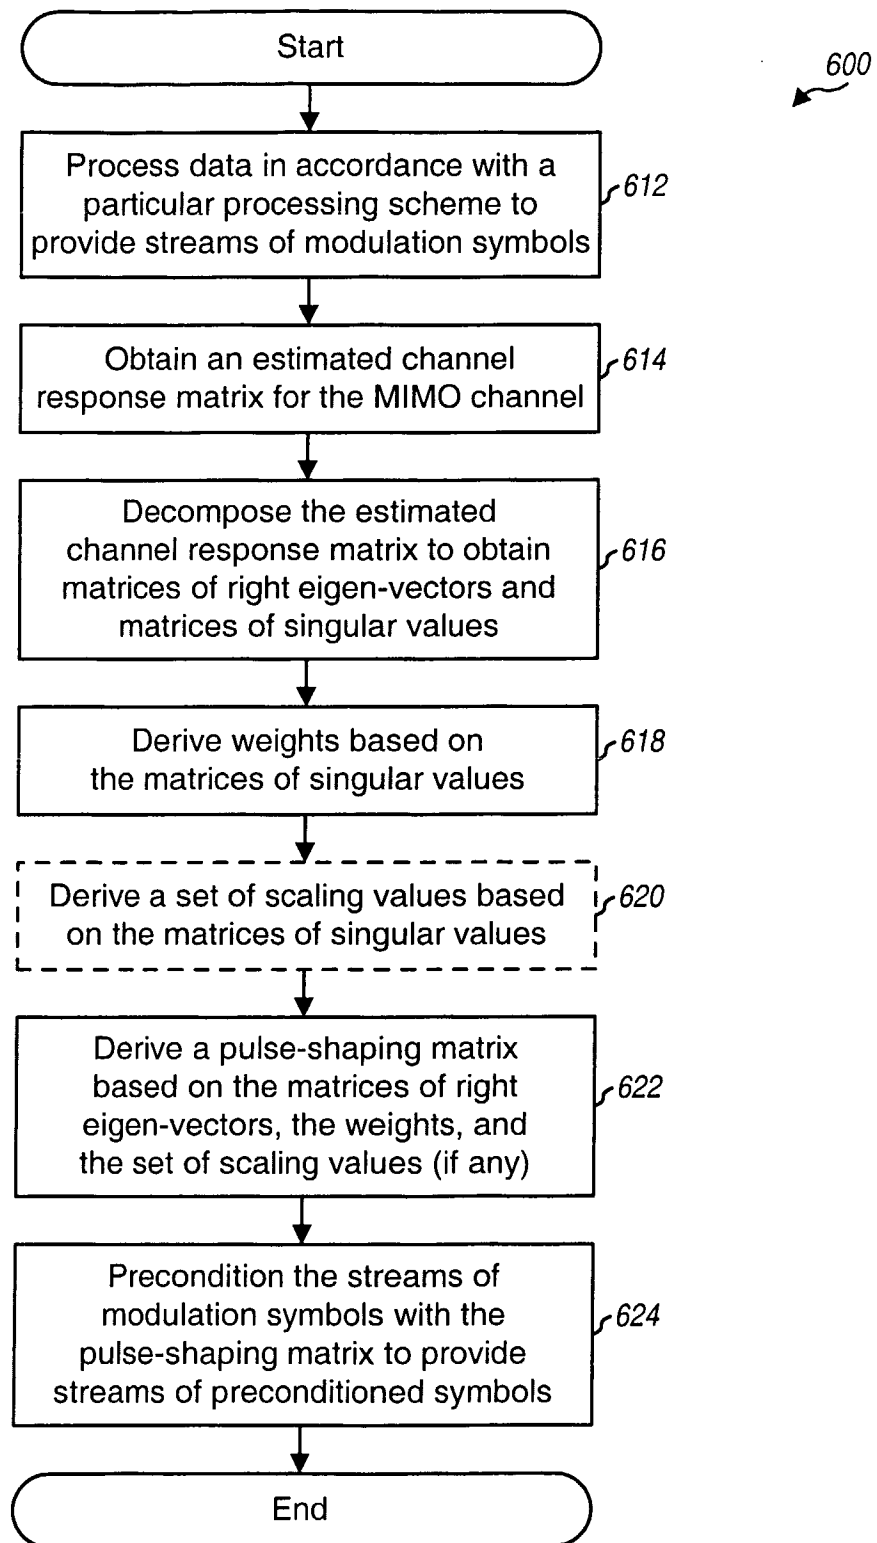 Start
600
Process data in accordance with a
particular processing scheme to
provide streams of modulation symbols
612
Obtain an estimated channel
response matrix for the MIMO channel
614
Decompose the estimated
channel response matrix to obtain
matrices of right eigen-vectors and
matrices of singular values
616
Derive weights based on
the matrices of singular values
618
Derive a set of scaling values based
on the matrices of singular values
620
Derive a pulse-shaping matrix
based on the matrices of right
eigen-vectors, the weights, and
the set of scaling values (if any)
622
Precondition the streams of
modulation symbols with the
pulse-shaping matrix to provide
streams of preconditioned symbols
624
End